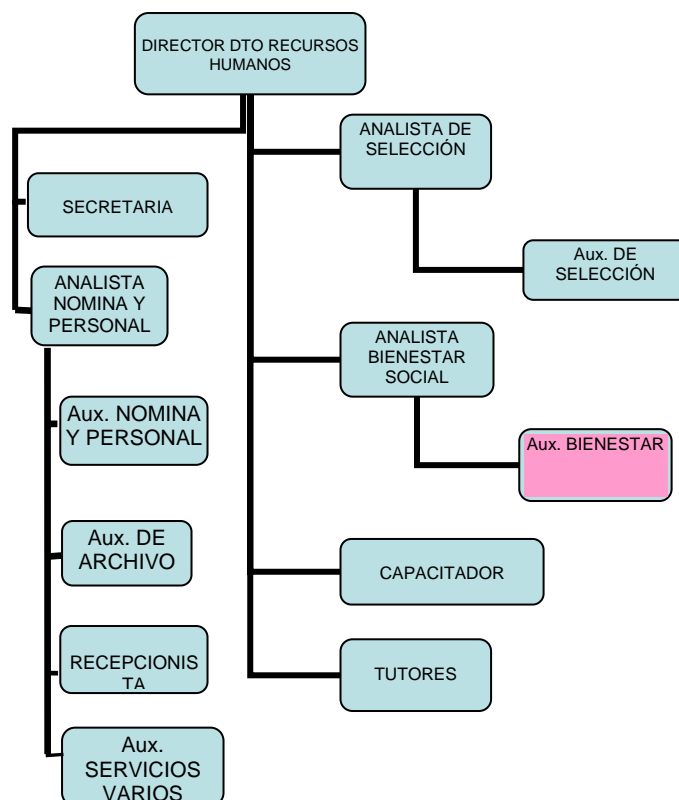 DIRECTOR DTO RECURSOS
HUMANOS
ANALISTA DE
SELECCIÓN
SECRETARIA
Aux. DE
SELECCIÓN
ANALISTA
NOMINA Y
PERSONAL
ANALISTA
BIENESTAR
SOCIAL
Aux. NOMINA
Y PERSONAL
Aux. BIENESTAR
Aux. DE
ARCHIVO
CAPACITADOR
RECEPCIONIS
TA
TUTORES
Aux.
SERVICIOS
VARIOS